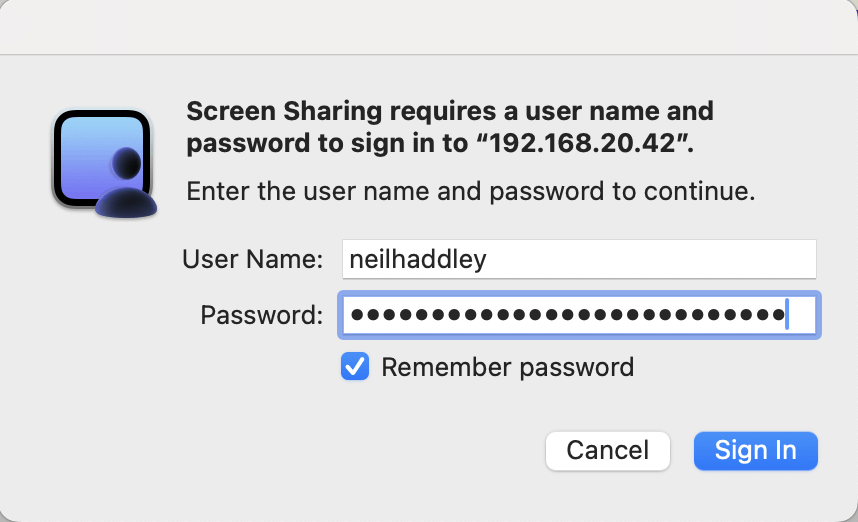 Screen Sharing requires a user name and
password to sign in to “192.168.20.42”.
Enter the user name and password to continue.
User Name: neilhaddley
Password: •••••••••••••••••••••••••••
Remember password
Cancel Sign In